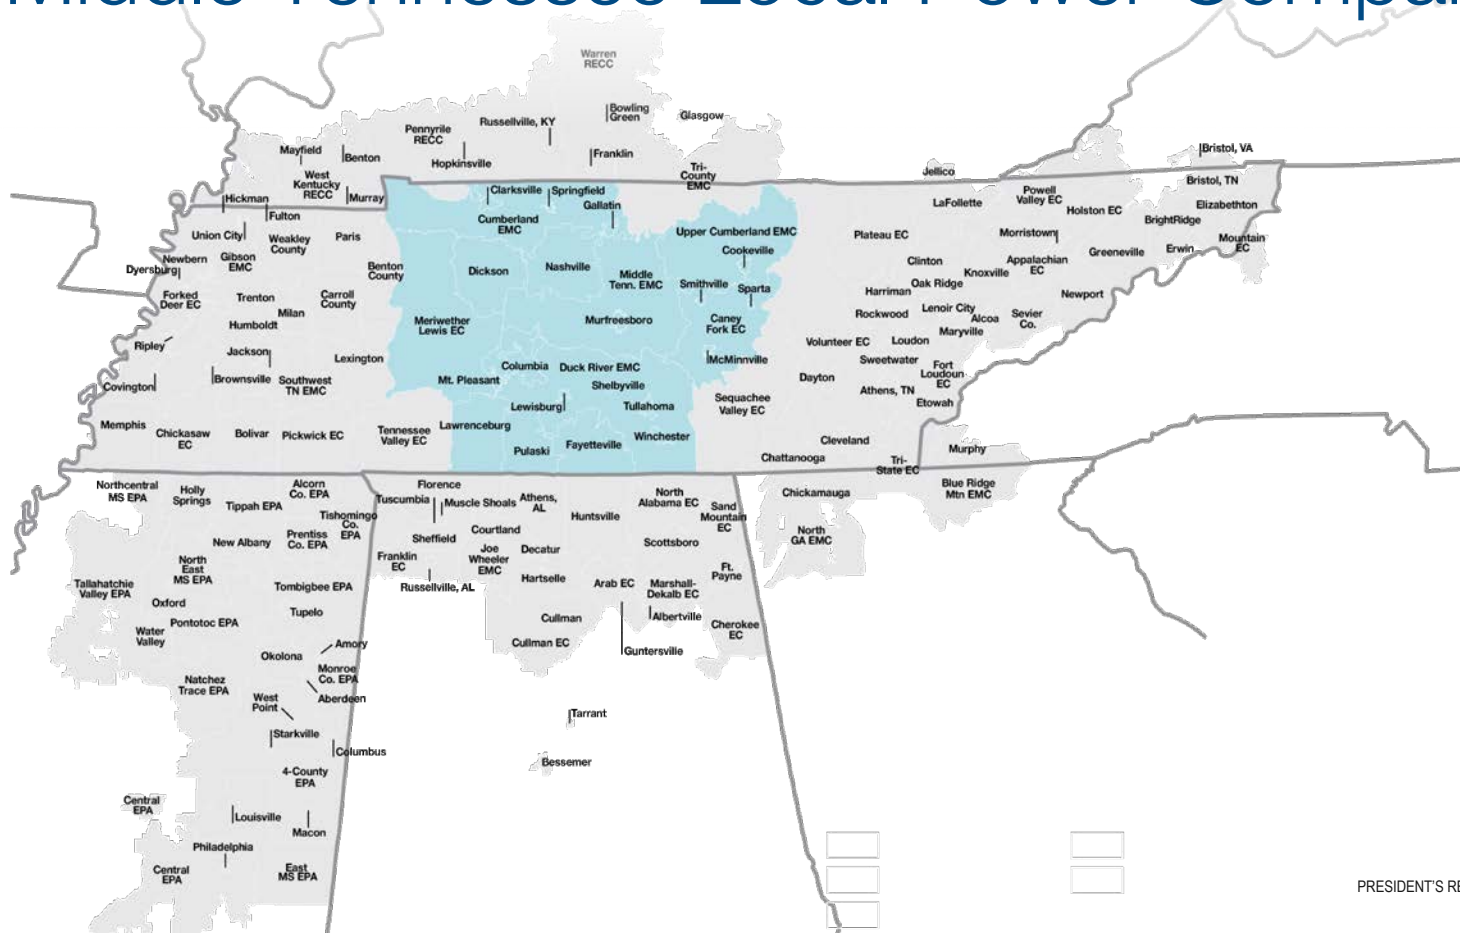 Middle Tennessee Local Power Compa
Warren
RECC
Bowling
Green
Glasgow
Russellville, KY
Pennyrile
RECC
Hopkinsville
Franklin
Mayfield
Benton
West
Kentucky
RECC
Murray
Tri-
County
EMC
Hickman
Fulton
Jellico
Bristol, VA
Bristol, TN
Clarksville
Springfield
Gallatin
Cumberland
EMC
Upper Cumberland EMC
Cookeville
LaFollette
Powell
Valley EC
Holston EC
Elizabethton
BrightRidge
Union City
Weakley
County
Paris
Plateau EC
Morristown
Greeneville
Erwin
Mountain
EC
Newbern
Dyersburg
Gibson
EMC
Benton
County
Dickson
Nashville
Middle
Tenn. EMC
Smithville
Sparta
Clinton
Knoxville
Appalachian
EC
Oak Ridge
Harriman
Newport
Forked
Deer EC
Trenton
Carroll
County
Milan
Humboldt
Meriwether
Lewis EC
Murfreesboro
Caney
Fork EC
Rockwood
Lenoir City
Alcoa
Sevier
Co.
Maryville
Ripley
Jackson
Lexington
McMinnville
Volunteer EC
Loudon
Sweetwater
Fort
Loudoun
EC
Covington
Brownsville
Southwest
TN EMC
Mt. Pleasant
Columbia
Duck River EMC
Shelbyville
Dayton
Athens, TN
Etowah
Lewisburg
Tullahoma
Sequachee
Valley EC
Memphis
Chickasaw
EC
Bolivar
Pickwick EC
Tennessee
Valley EC
Lawrenceburg
Pulaski
Fayetteville
Winchester
Cleveland
Chattanooga
Tri-
State EC
Murphy
Blue Ridge
Mtn EMC
Northcentral
MS EPA
Holly
Springs
Tippah EPA
Alcorn
Co. EPA
Tishomingo
Co.
EPA
Prentiss
Co. EPA
Florence
Tuscumbia
Muscle Shoals
Athens,
AL
Huntsville
North
Alabama EC
Sand
Mountain
EC
Chickamauga
North
GA EMC
New Albany
Sheffield
Courtland
Scottsboro
North
East
MS EPA
Franklin
EC
Joe
Wheeler
EMC
Decatur
Russellville, AL
Hartselle
Arab EC
Marshall-
Dekalb EC
Ft.
Payne
Tallahatchie
Valley EPA
Tombigbee EPA
Oxford
Pontotoc EPA
Tupelo
Water
Valley
Cullman
Albertville
Cherokee
EC
Cullman EC
Guntersville
Amory
Okolona
Monroe
Co. EPA
Natchez
Trace EPA
Aberdeen
West
Point
Tarrant
Starkville
Columbus
Bessemer
4-County
EPA
Central
EPA
Louisville
Macon
Philadelphia
Central
EPA
East
MS EPA
PRESIDENT'S RE